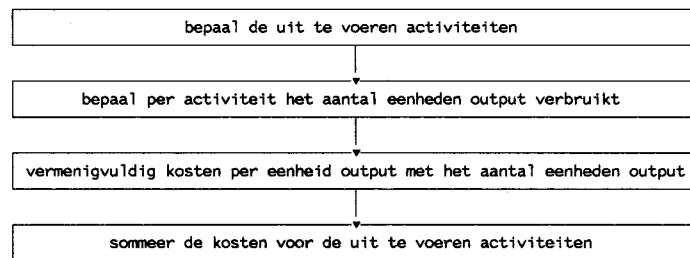 bepaal de uit te voeren activiteiten
bepaal per activiteit het aantal eenheden output verbruikt
vermenigvuldig kosten per eenheid output met het aantal eenheden output
sommeer de kosten voor de uit te voeren activiteiten